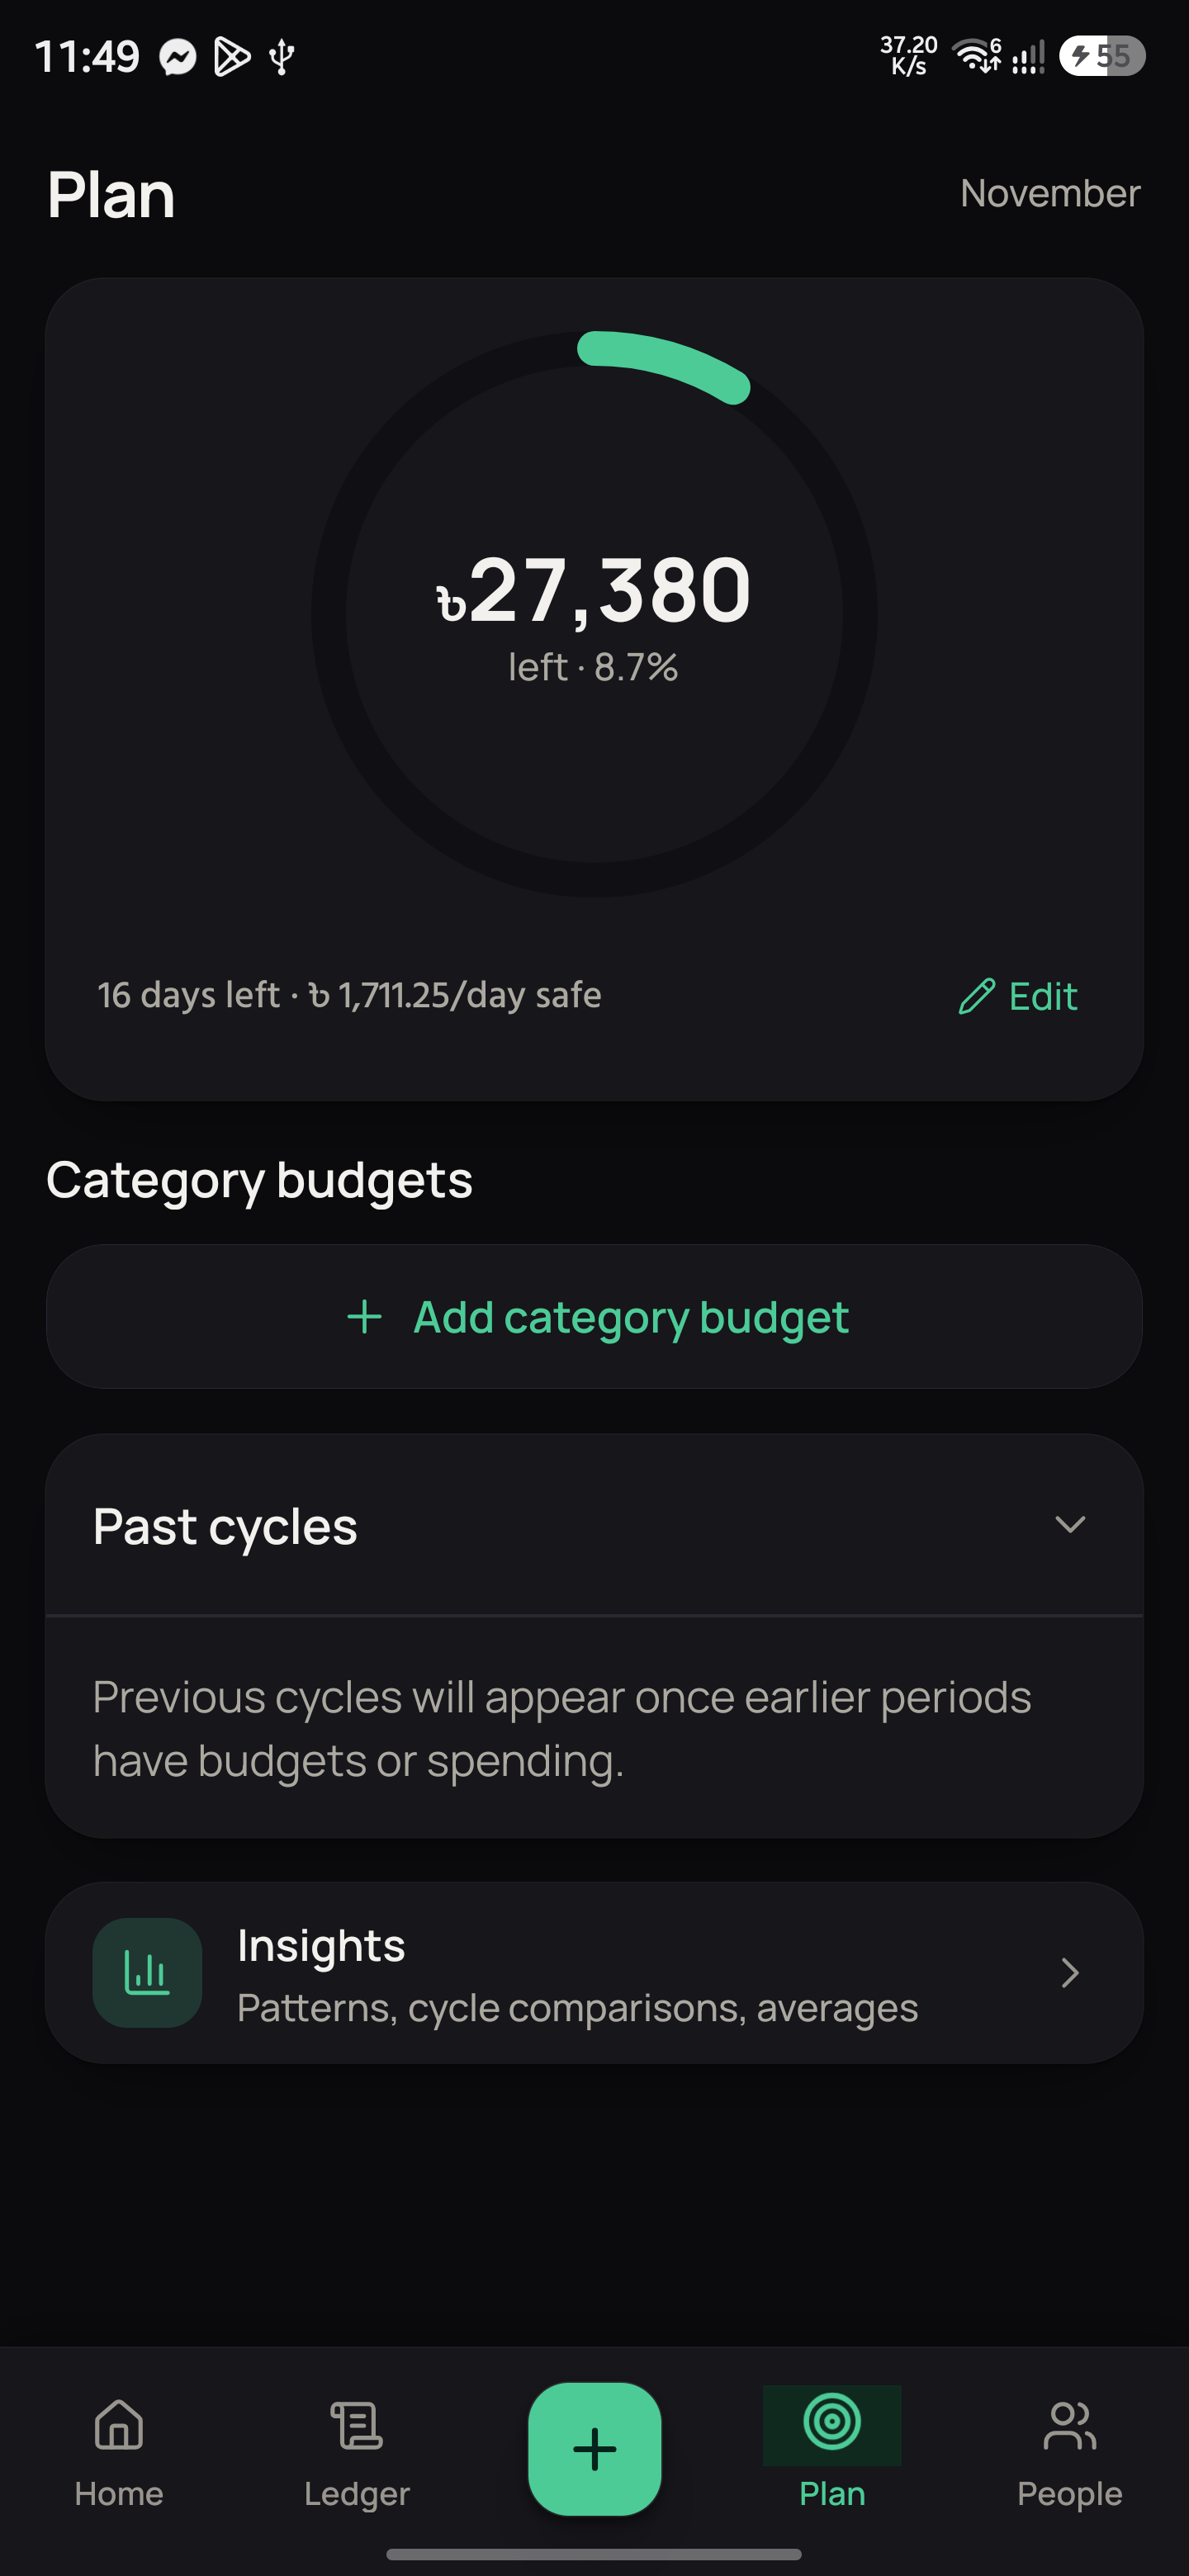 11:49
37.20
K/s
6
55
Plan
November
৳27,380
left · 8.7%
16 days left · ৳ 1,711.25/day safe
Edit
Category budgets
Add category budget
Past cycles
Previous cycles will appear once earlier periods
have budgets or spending.
Insights
Patterns, cycle comparisons, averages
Home
Ledger
Plan
People